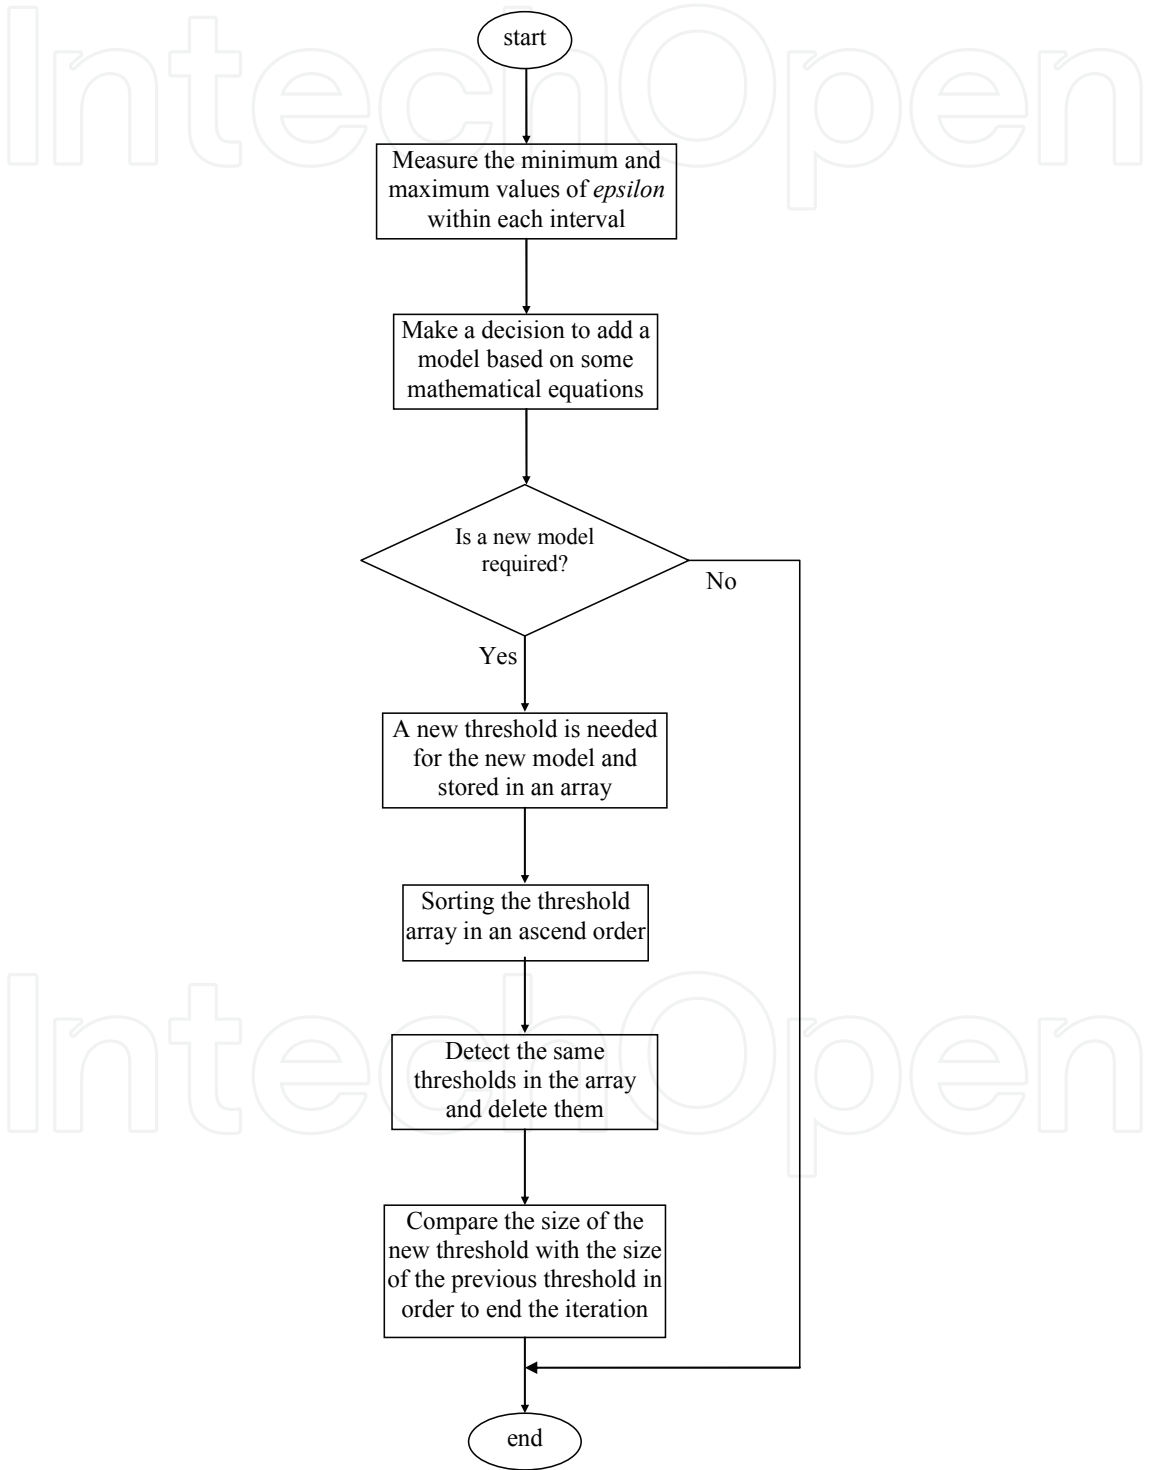 IntechOpen
start
Measure the minimum and
maximum values of epsilon
within each interval
Make a decision to add a
model based on some
mathematical equations
Is a new model
required?
No
Yes
A new threshold is needed
for the new model and
stored in an array
Sorting the threshold
array in an ascend order
IntechOpen
Detect the same
thresholds in the array
and delete them
Compare the size of the
new threshold with the size
of the previous threshold in
order to end the iteration
end